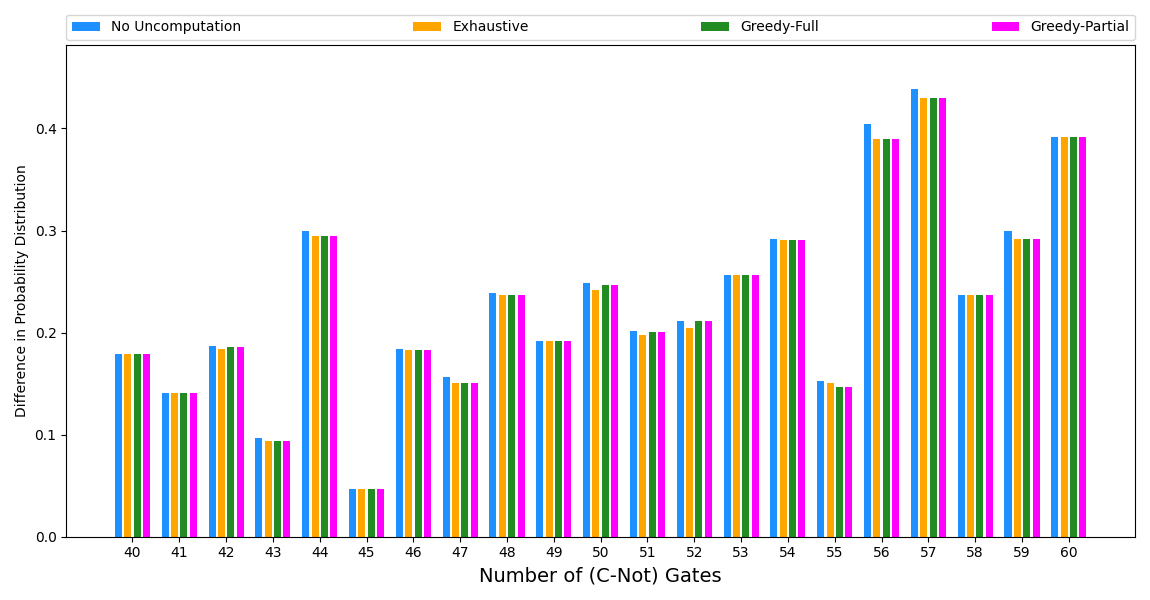 No Uncomputation Exhaustive Greedy-Full Greedy-Partial
Difference in Probability Distribution
0.4
0.3
0.2
0.1
0.0
40 41 42 43 44 45 46 47 48 49 50 51 52 53 54 55 56 57 58 59 60
Number of (C-Not) Gates